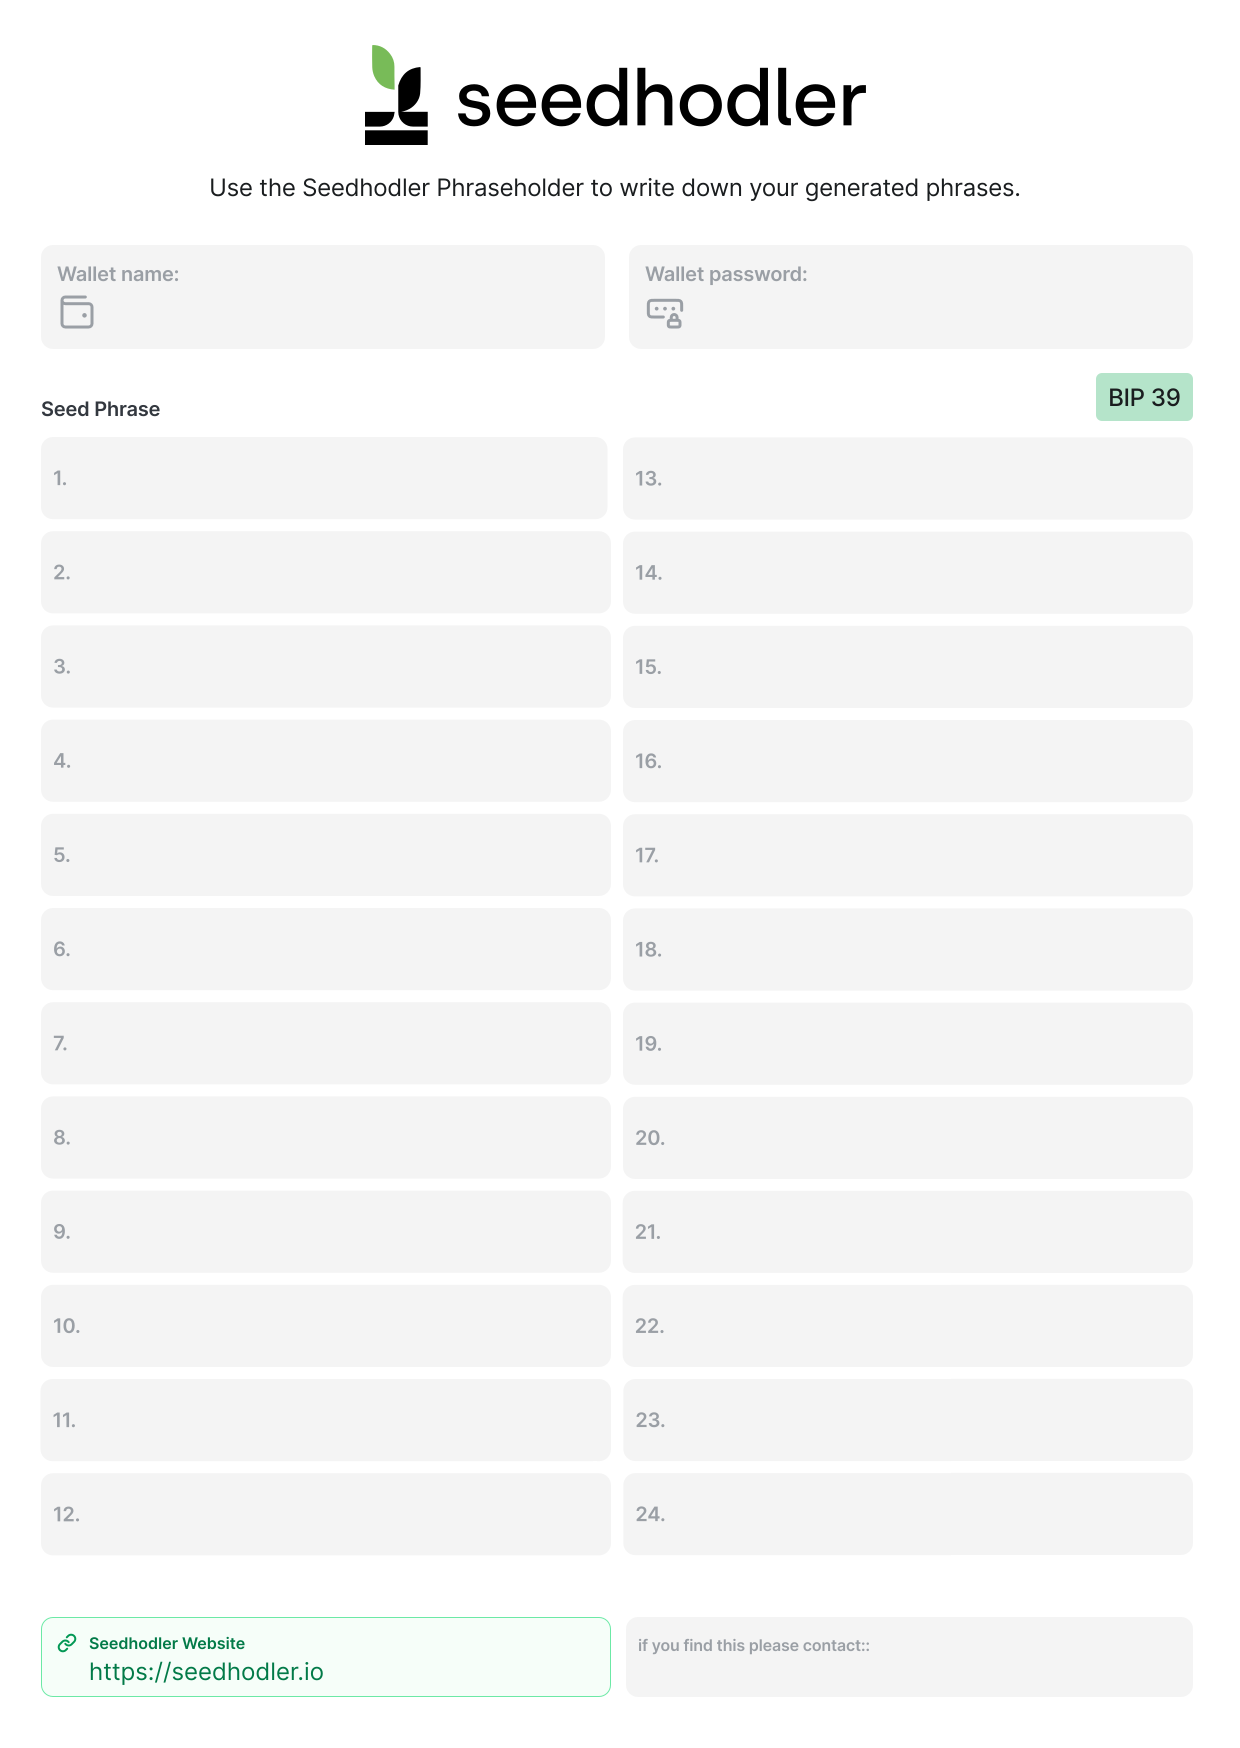 seedhodler
Use the Seedhodler Phraseholder to write down your generated phrases.
Wallet name:
Wallet password:
BIP 39
Seed Phrase
1.
2.
3.
4.
5.
6.
7.
8.
9.
10.
11.
12.
13.
14.
15.
16.
17.
18.
19.
20.
21.
22.
23.
24.
Seedhodler Website
https://seedhodler.io
if you find this please contact::